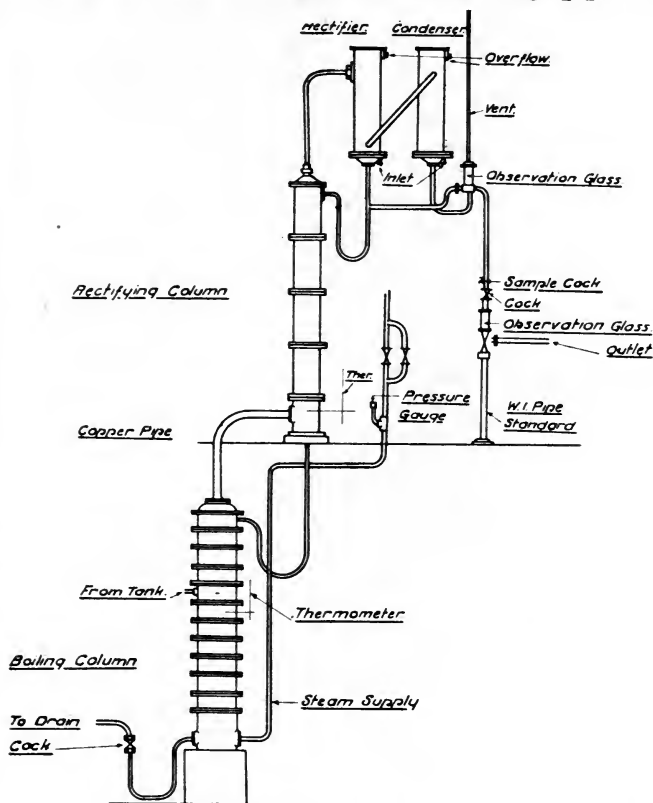 Rectifier
Condenser
Overflow.
Vent.
Inlet
Observation Glass
Rectifying Column
Sample Cock
Cock
Observation Glass.
Outlet
Ther.
Pressure
Gauge
W.I. Pipe
Standard
Copper Pipe
From Tank.
Thermometer
Boiling Column
Steam Supply
To Drain
Cock